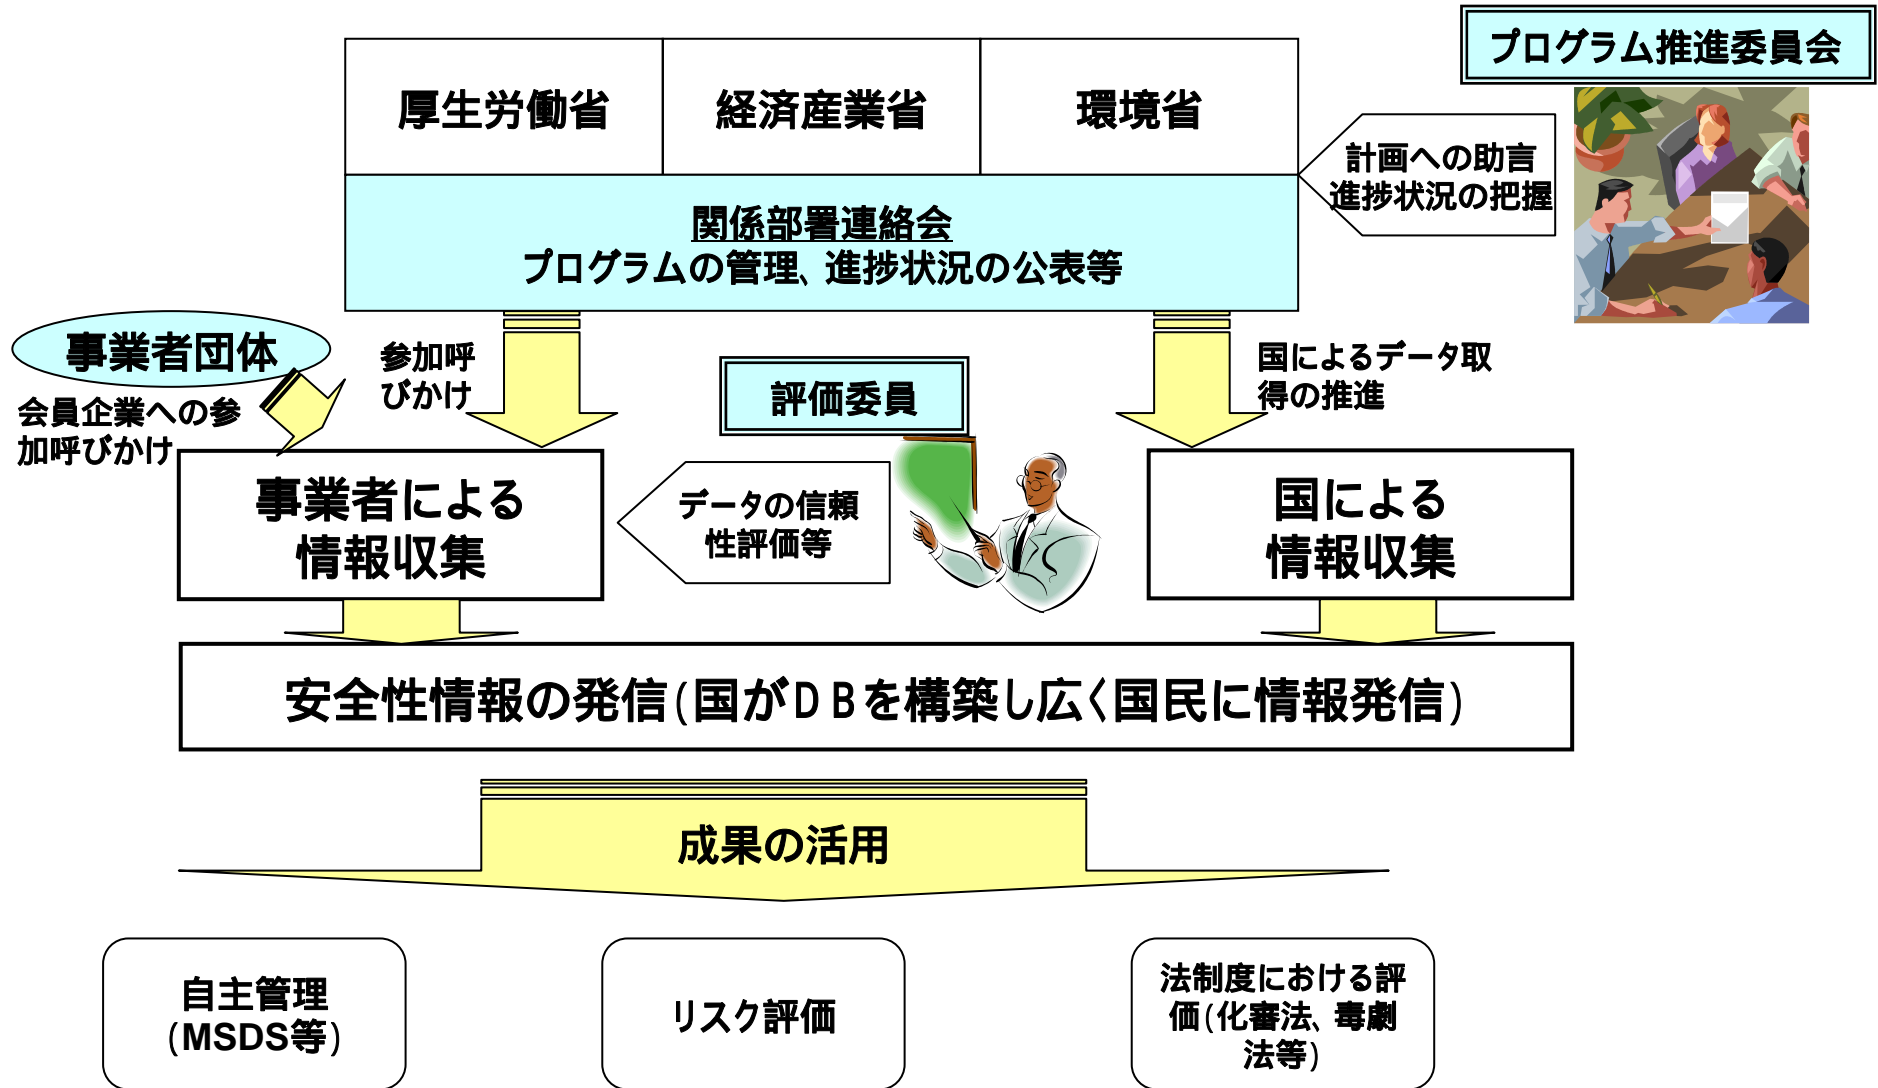 プログラム推進委員会
厚生労働省
経済産業省
環境省
計画への助言
進捗状況の把握
関係部署連絡会
プログラムの管理、進捗状況の公表等
事業者団体
会員企業への参
加呼びかけ
参加呼
びかけ
評価委員
国によるデータ取
得の推進
事業者による
情報収集
データの信頼
性評価等
国による
情報収集
安全性情報の発信(国がDBを構築し広く国民に情報発信)
成果の活用
自主管理
(MSDS等)
リスク評価
法制度における評
価(化審法、毒劇
法等)